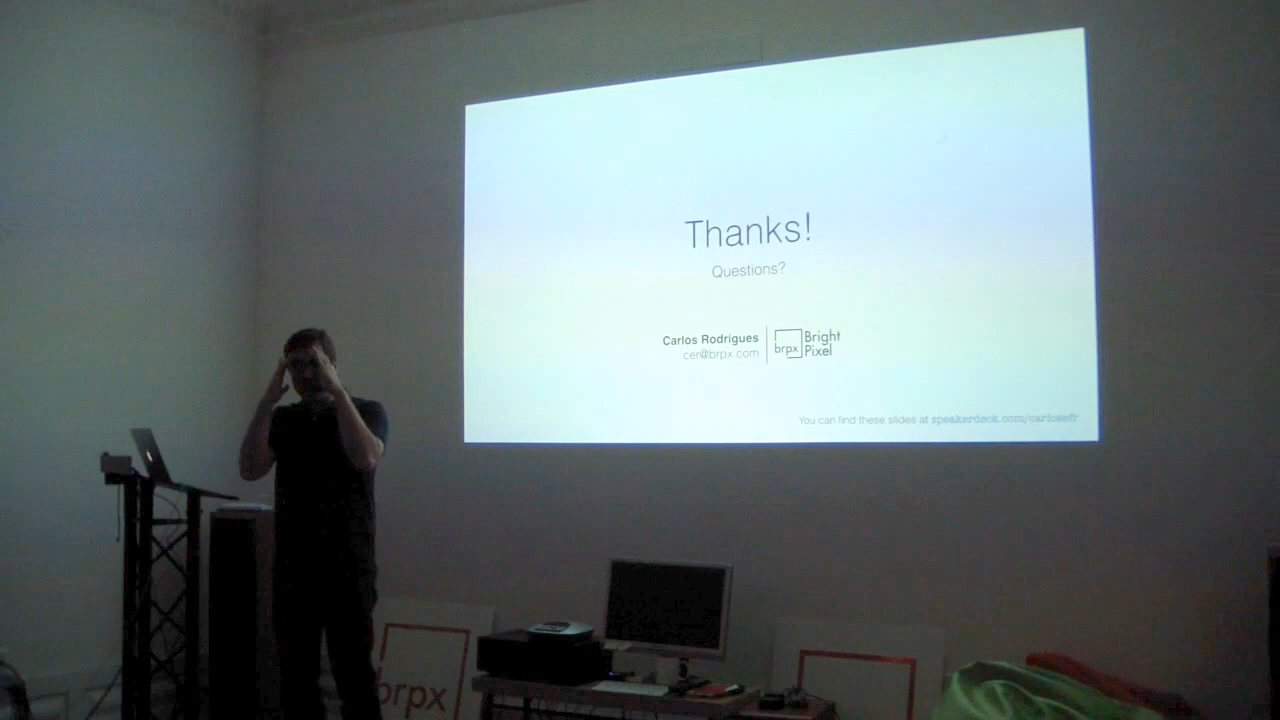 Thanks!
Questions?
Carlos Rodrigues
cer@brpx.com
brpx
Bright
Pixel
You can find these slides at speakerdeck.com/carlosefr
brpx